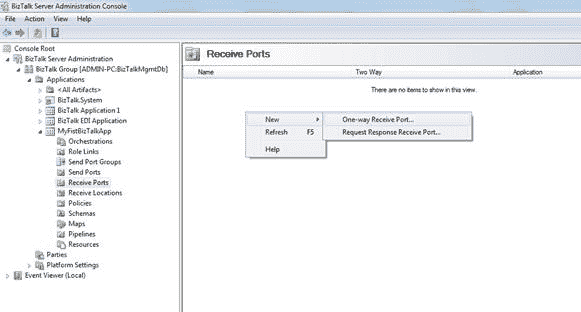 BizTalk Server Administration Console
File Action View Help
Console Root
BizTalk Server Administration
BizTalk Group [ADMIN-PC:BizTalkMgmtDb]
Applications
<All Artifacts>
BizTalk.System
BizTalk Application 1
BizTalk EDI Application
MyFistBizTalkApp
Orchestrations
Role Links
Send Port Groups
Send Ports
Receive Ports
Receive Locations
Policies
Schemas
Maps
Pipelines
Resources
Parties
Platform Settings
Event Viewer (Local)
Receive Ports
Name Two Way Application
There are no items to show in this view.
New
Refresh F5
Help
One-way Receive Port...
Request Response Receive Port...